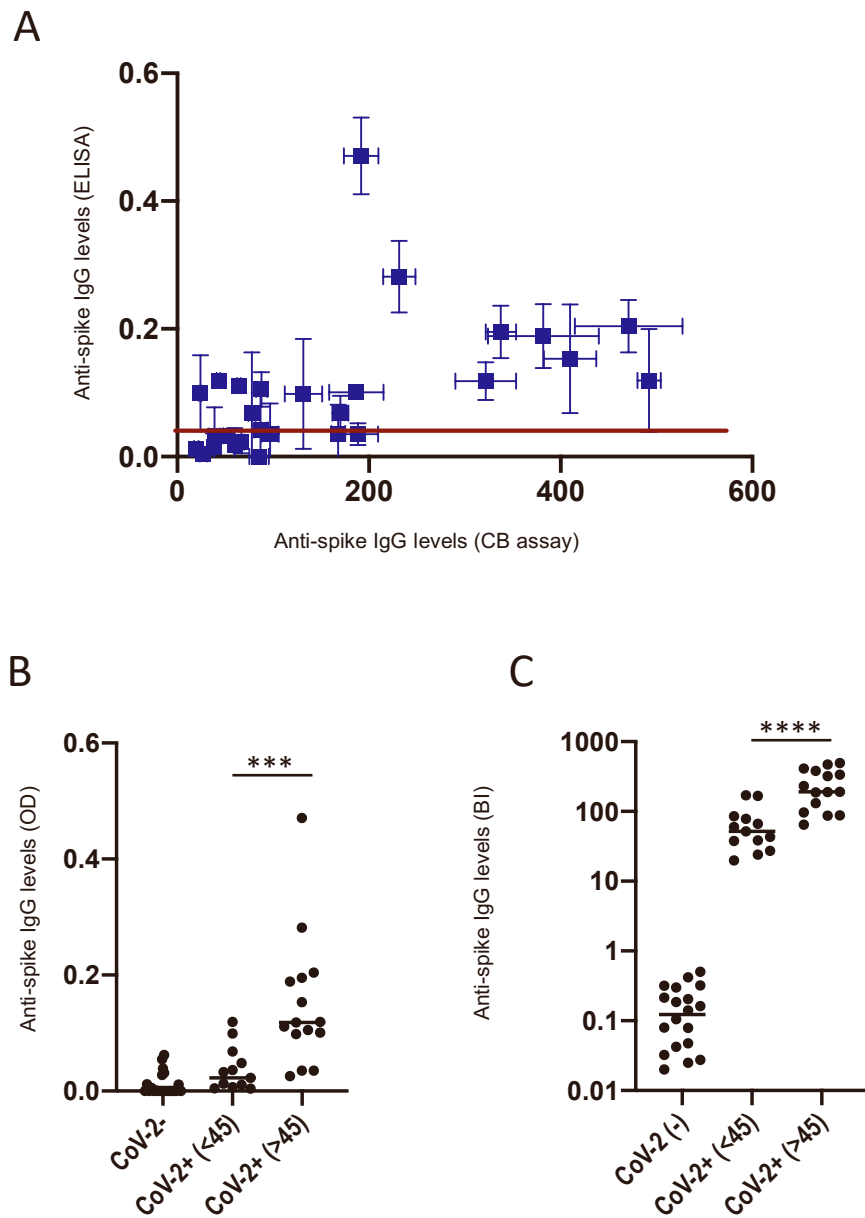 A
0.6
0.4
0.2
0.0
Anti-spike IgG levels (ELISA)
0 200 400 600
Anti-spike IgG levels (CB assay)
B
0.6
0.4
0.2
0.0
Anti-spike IgG levels (OD)
***
CoV-2-
CoV-2+ (<45)
CoV-2+ (>45)
C
1000
100
10
1
0.1
0.01
Anti-spike IgG levels (BI)
****
CoV-2 (-)
CoV-2+ (<45)
CoV-2+ (>45)